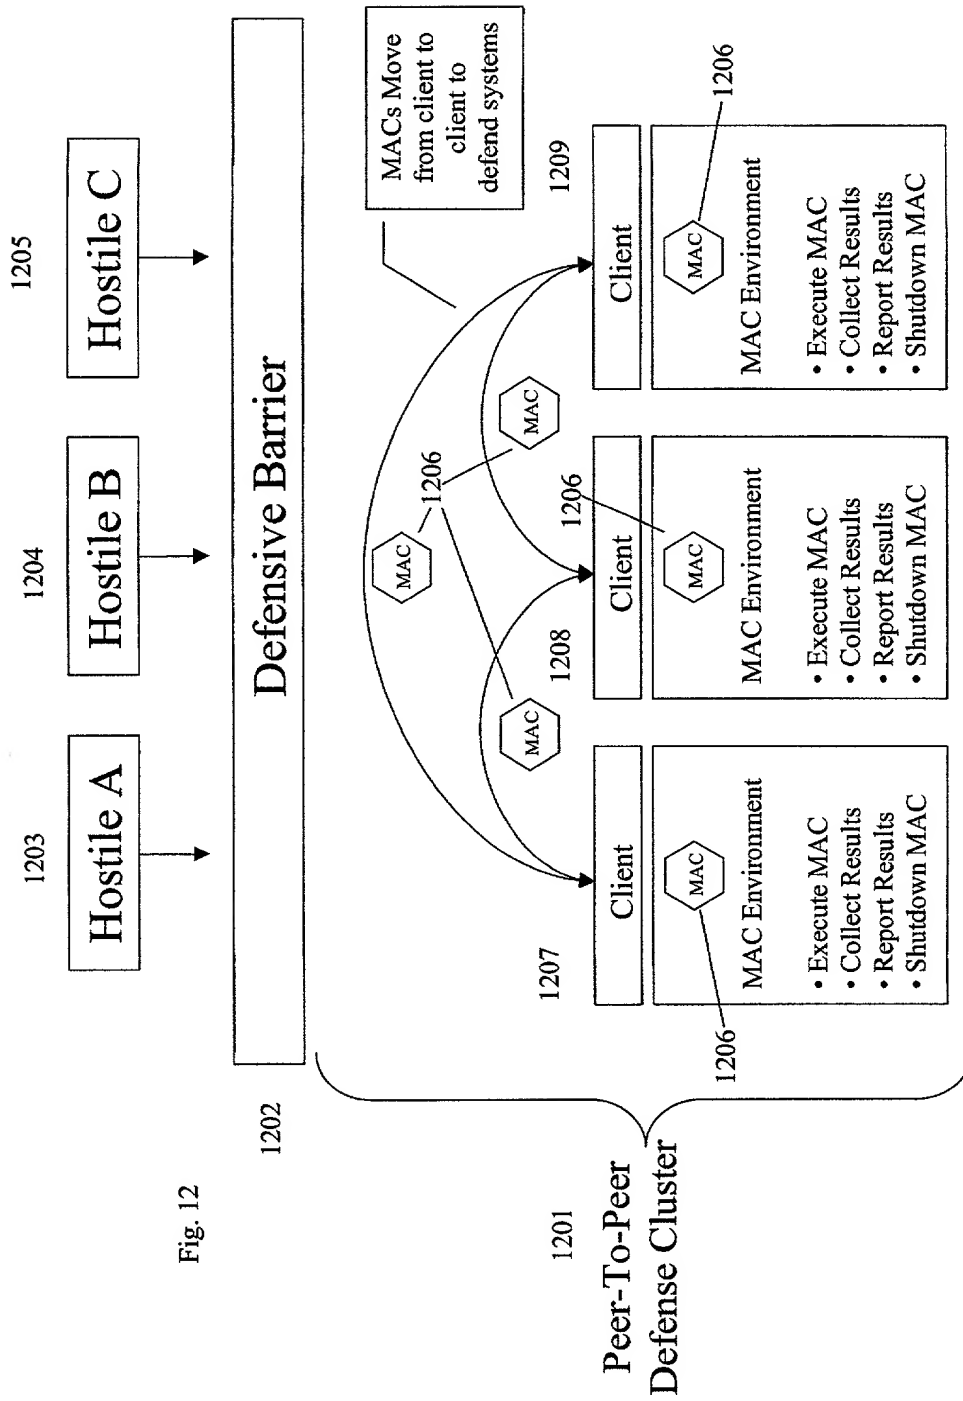 Fig. 12
1203
1204
1205
Hostile A
Hostile B
Hostile C
1202
Defensive Barrier
MACs Move
from client to
client to
defend systems
MAC
1206
MAC
MAC
1201
Peer-To-Peer
Defense Cluster
1207
1208
1206
1209
Client
Client
Client
1206
MAC
MAC Environment
• Execute MAC
• Collect Results
• Report Results
• Shutdown MAC
MAC
MAC Environment
• Execute MAC
• Collect Results
• Report Results
• Shutdown MAC
MAC
1206
MAC Environment
• Execute MAC
• Collect Results
• Report Results
• Shutdown MAC